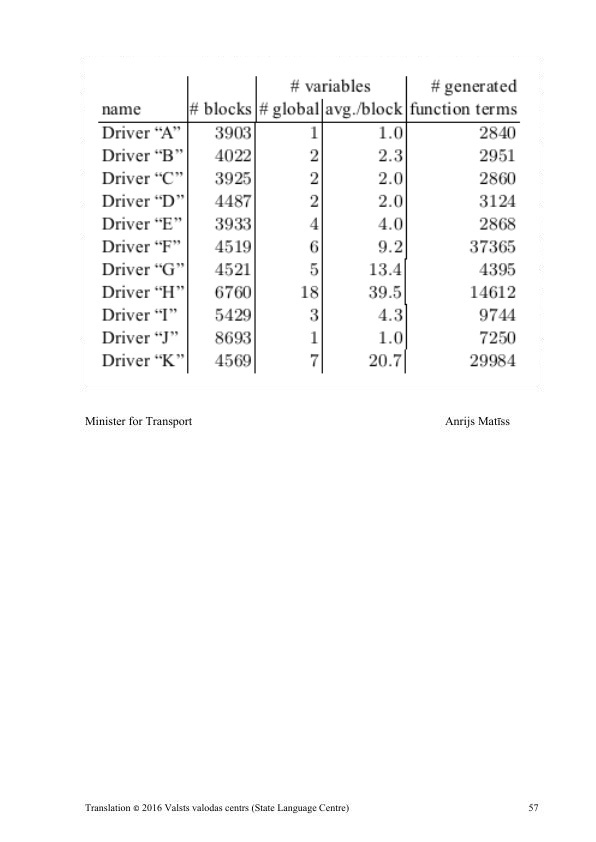 # variables # generated
name # blocks # global avg./block function terms
Driver “A” 3903 1 1.0 2840
Driver “B” 4022 2 2.3 2951
Driver “C” 3925 2 2.0 2860
Driver “D” 4487 2 2.0 3124
Driver “E” 3933 4 4.0 2868
Driver “F” 4519 6 9.2 37365
Driver “G” 4521 5 13.4 4395
Driver “H” 6760 18 39.5 14612
Driver “I” 5429 3 4.3 9744
Driver “J” 8693 1 1.0 7250
Driver “K” 4569 7 20.7 29984
Minister for Transport Anrijs Matīss
Translation © 2016 Valsts valodas centrs (State Language Centre) 57